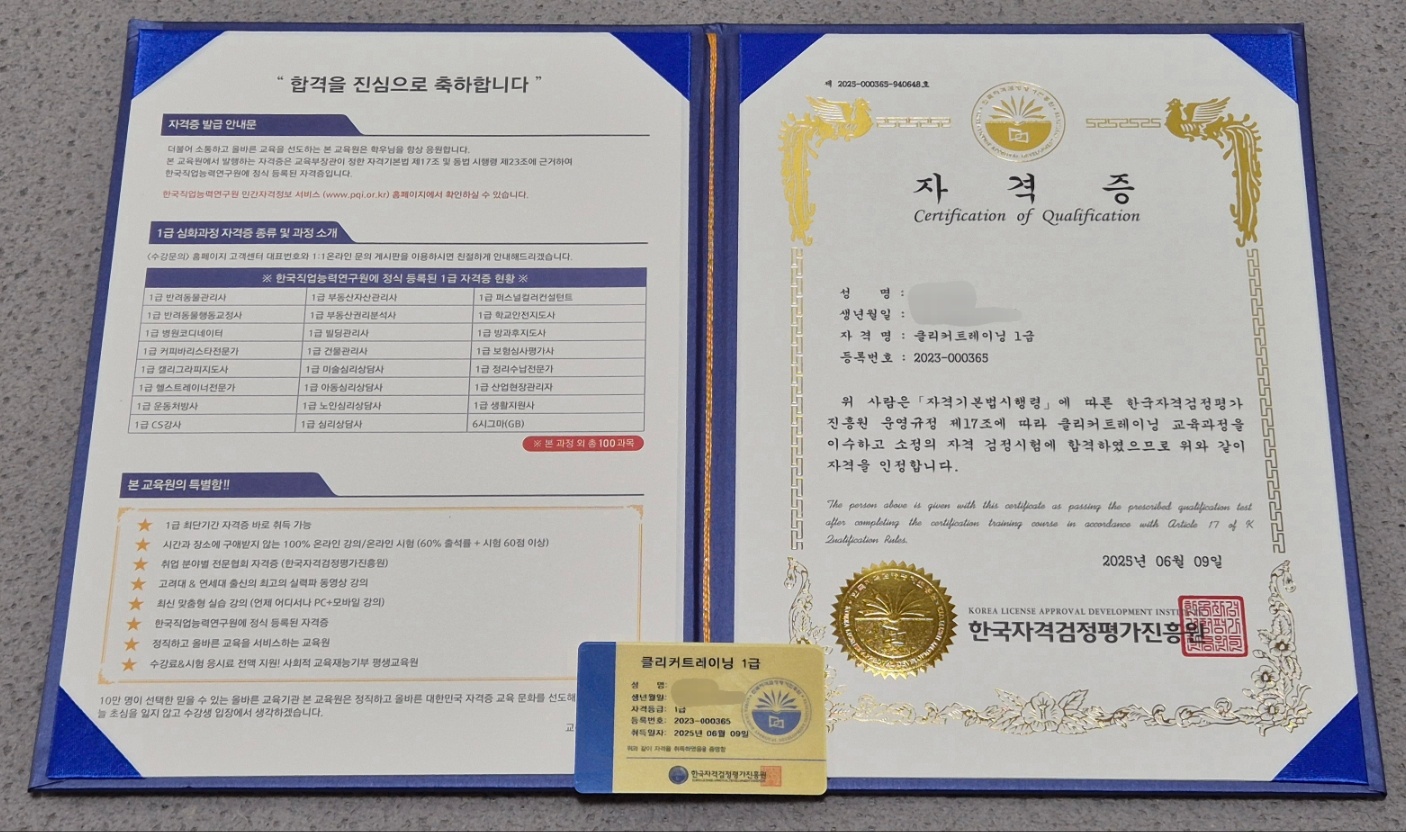 “ 합격을 진심으로 축하합니다 ”
자격증 발급 안내문
더불어 소통하고 올바른 교육을 선도하는 본 교육원은 학우님을 항상 응원합니다.
본 교육원에서 발행하는 자격증은 교육부장관이 정한 자격기본법 제17조 및 동법 시행령 제23조에 근거하여
한국직업능력연구원에 정식 등록된 자격증입니다.
한국직업능력연구원 민간자격정보 서비스 (www.pqi.or.kr) 홈페이지에서 확인하실 수 있습니다.
1급 심화과정 자격증 종류 및 과정 소개
<수강문의> 홈페이지 고객센터 대표번호와 1:1온라인 문의 게시판을 이용하시면 친절하게 안내해드리겠습니다.
※ 한국직업능력연구원에 정식 등록된 1급 자격증 현황 ※
1급 반려동물관리사 1급 부동산자산관리사 1급 퍼스널컬러컨설턴트
1급 반려동물행동교정사 1급 부동산권리분석사 1급 학교안전지도사
1급 병원코디네이터 1급 빌딩관리사 1급 방과후지도사
1급 커피바리스타전문가 1급 건물관리사 1급 보험심사평가사
1급 캘리그라피지도사 1급 미술심리상담사 1급 정리수납전문가
1급 헬스트레이너전문가 1급 아동심리상담사 1급 산업현장관리자
1급 운동처방사 1급 노인심리상담사 1급 생활지원사
1급 CS강사 1급 심리상담사 6시그마(GB)
※ 본 과정 외 총 100과목
본 교육원의 특별함!!
★ 1급 최단기간 자격증 바로 취득 가능
★ 시간과 장소에 구애받지 않는 100% 온라인 강의/온라인 시험 (60% 출석률 + 시험 60점 이상)
★ 취업 분야별 전문협회 자격증 (한국자격검정평가진흥원)
★ 고려대 & 연세대 출신의 최고의 실력파 동영상 강의
★ 최신 맞춤형 실습 강의 (언제 어디서나 PC+모바일 강의)
★ 한국직업능력연구원에 정식 등록된 자격증
★ 정직하고 올바른 교육을 서비스하는 교육원
★ 수강료&시험 응시료 전액 지원! 사회적 교육재능기부 평생교육원
10만 명이 선택한 믿을 수 있는 올바른 교육기관 본 교육원은 정직하고 올바른 대한민국 자격증 교육 문화를 선도해
늘 초심을 잃지 않고 수강생 입장에서 생각하겠습니다.
제 2025-000365-940648호
자 격 증
Certification of Qualification
성 명 :
생년월일 :
자 격 명 : 클리커트레이닝 1급
등록번호 : 2023-000365
위 사람은「자격기본법시행령」에 따른 한국자격검정평가
진흥원 운영규정 제17조에 따라 클리커트레이닝 교육과정을
이수하고 소정의 자격 검정시험에 합격하였으므로 위와 같이
자격을 인정합니다.
The person above is given with this certificate as passing the prescribed qualification test
after completing the certification training course in accordance with Article 17 of K
Qualification Rules.
2025년 06월 09일
KOREA LICENSE APPROVAL DEVELOPMENT
한국자격검정평가진흥원
클리커트레이닝 1급
성 명:
생년월일:
자격등급: 1급
등록번호: 2023-000365
취득일자: 2025년 06월 09일
위와 같이 자격을 취득하였음을 증명함
한국자격검정평가진흥원